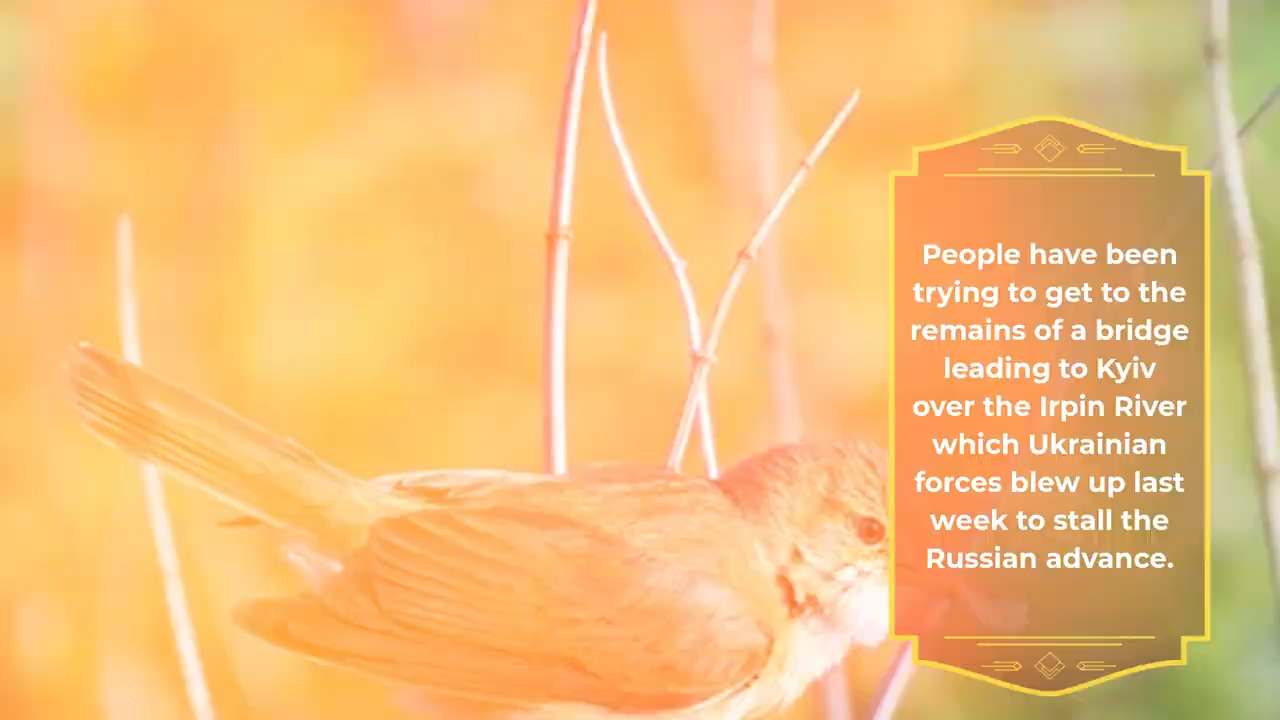 People have been
trying to get to the
remains of a bridge
leading to Kyiv
over the Irpin River
which Ukrainian
forces blew up last
week to stall the
Russian advance.